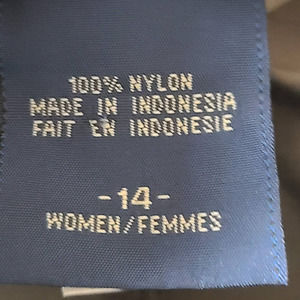 100% NYLON
MADE IN INDONESIA
FAIT EN INDONESIE
-14-
WOMEN/FEMMES